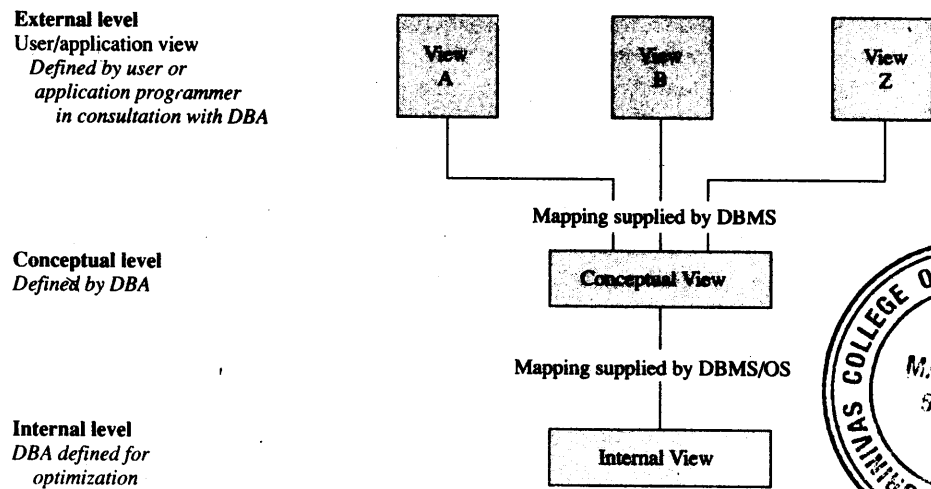 External level
User/application view
Defined by user or
application programmer
in consultation with DBA
View
A
View
B
View
Z
Mapping supplied by DBMS
Conceptual level
Defined by DBA
Conceptual View
Mapping supplied by DBMS/OS
Internal level
DBA defined for
optimization
Internal View
COLLEGE